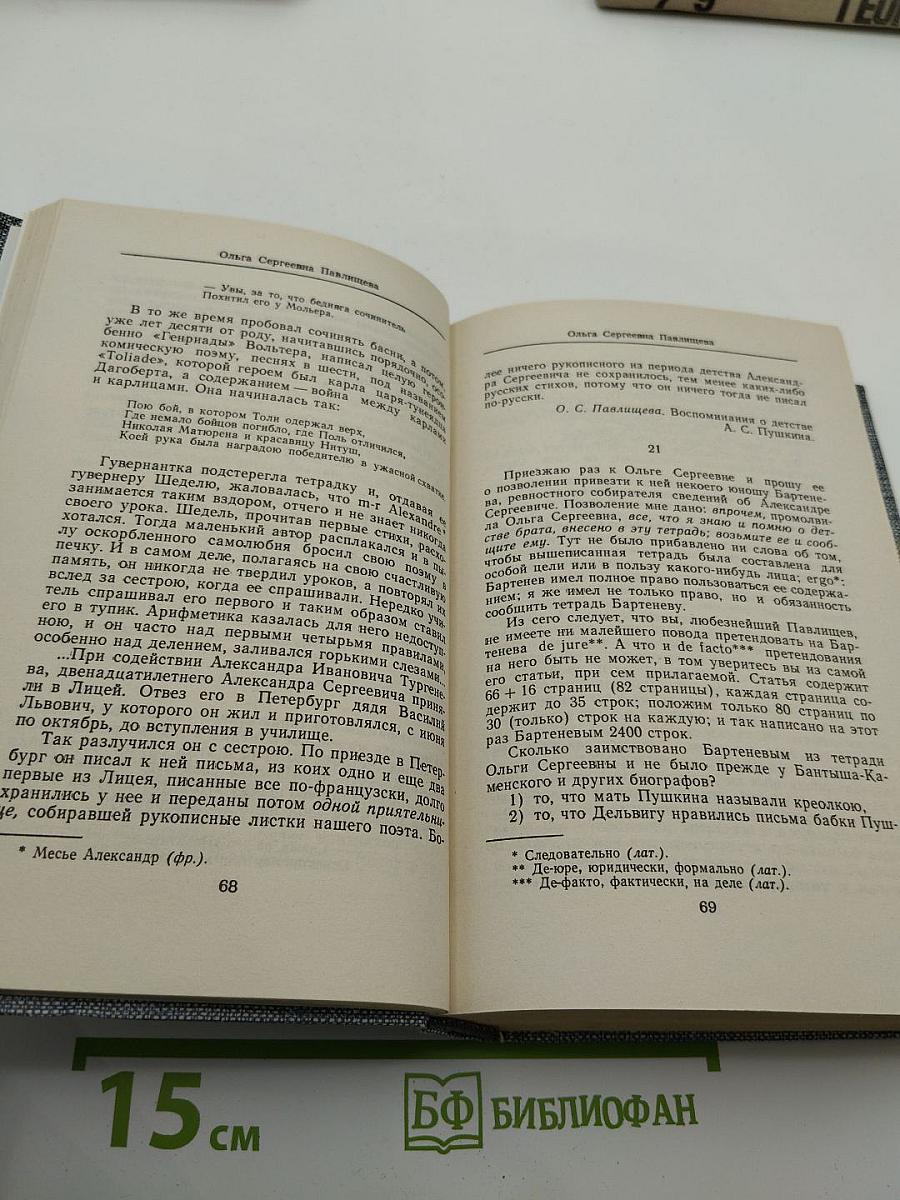 79 ГЕОГ
Ольга Сергеевна Павлищева
— Увы, за то, что бедняга сочинитель
Похитил его у Мольера.
В то же время пробовал сочинять басни, а потом,
уже лет десяти от роду, начитавшись порядочно, осо-
бенно «Генриады» Вольтера, написал целую герои-
комическую поэму, песнях в шести, под названием
«Toliade», которой героем был карла царя-тунеядца
Дагоберта, а содержанием — война между карлами
и карлицами. Она начиналась так:
Пою бой, в котором Толи одержал верх,
Где немало бойцов погибло, где Поль отличился,
Николая Матюрена и красавицу Нитуш,
Коей рука была наградою победителю в ужасной схватке.
Гувернантка подстерегла тетрадку и, отдавая ее
гувернеру Шеделю, жаловалась, что m-r Alexandre*
занимается таким вздором, отчего и не знает никогда
своего урока. Шедель, прочитав первые стихи, расхо-
хотался. Тогда маленький автор расплакался и в пы-
лу оскорбленного самолюбия бросил свою поэму в
печку. И в самом деле, полагаясь на свою счастливую
память, он никогда не твердил уроков, а повторял их
вслед за сестрою, когда ее спрашивали. Нередко учи-
тель спрашивал его первого и таким образом ставил
его в тупик. Арифметика казалась для него недоступ-
ною, и он часто над первыми четырьмя правилами,
особенно над делением, заливался горькими слезами...
...При содействии Александра Ивановича Тургене-
ва, двенадцатилетнего Александра Сергеевича приня-
ли в Лицей. Отвез его в Петербург дядя Василий
Львович, у которого он жил и приготовлялся, с июня
по октябрь, до вступления в училище.
Так разлучился он с сестрою. По приезде в Петер-
бург он писал к ней письма, из коих одно и еще два
первые из Лицея, писанные все по-французски, долго
хранились у нее и переданы потом одной приятельни-
це, собиравшей рукописные листки нашего поэта. Бо-
* Месье Александр (фр.).
68
Ольга Сергеевна Павлищева
лее ничего рукописного из периода детства Александ-
ра Сергеевича не сохранилось, тем менее каких-либо
русских стихов, потому что он ничего тогда не писал
по-русски.
О. С. Павлищева. Воспоминания о детстве
А. С. Пушкина.
21
Приезжаю раз к Ольге Сергеевне и прошу ее
о позволении привезти к ней некоего юношу Бартене-
ва, ревностного собирателя сведений об Александре
Сергеевиче. Позволение мне дано: впрочем, промолви-
ла Ольга Сергеевна, все, что я знаю и помню о дет-
стве брата, внесено в эту тетрадь; возьмите ее и сооб-
щите ему. Тут не было прибавлено ни слова об том,
чтобы вышеписанная тетрадь была составлена для
особой цели или в пользу какого-нибудь лица; ergo*:
Бартенев имел полное право пользоваться ее содержа-
нием; я же имел не только право, но и обязанность
сообщить тетрадь Бартеневу.
Из сего следует, что вы, любезнейший Павлищев,
не имеете ни малейшего повода претендовать на Бар-
тенева de jure**. А что и de facto*** претендования
на него быть не может, в том уверитесь вы из самой
его статьи, при сем прилагаемой. Статья содержит
66 + 16 страниц (82 страницы), каждая страница со-
держит до 35 строк; положим только 80 страниц по
30 (только) строк на каждую; и так написано на этот
раз Бартеневым 2400 строк.
Сколько заимствовано Бартеневым из тетради
Ольги Сергеевны и не было прежде у Бантыша-Ка-
менского и других биографов?
1) то, что мать Пушкина называли креолкою,
2) то, что Дельвигу нравились письма бабки Пуш-
* Следовательно (лат.).
** Де-юре, юридически, формально (лат.).
*** Де-факто, фактически, на деле (лат.).
69
15 см
БФ БИБЛИОФАН